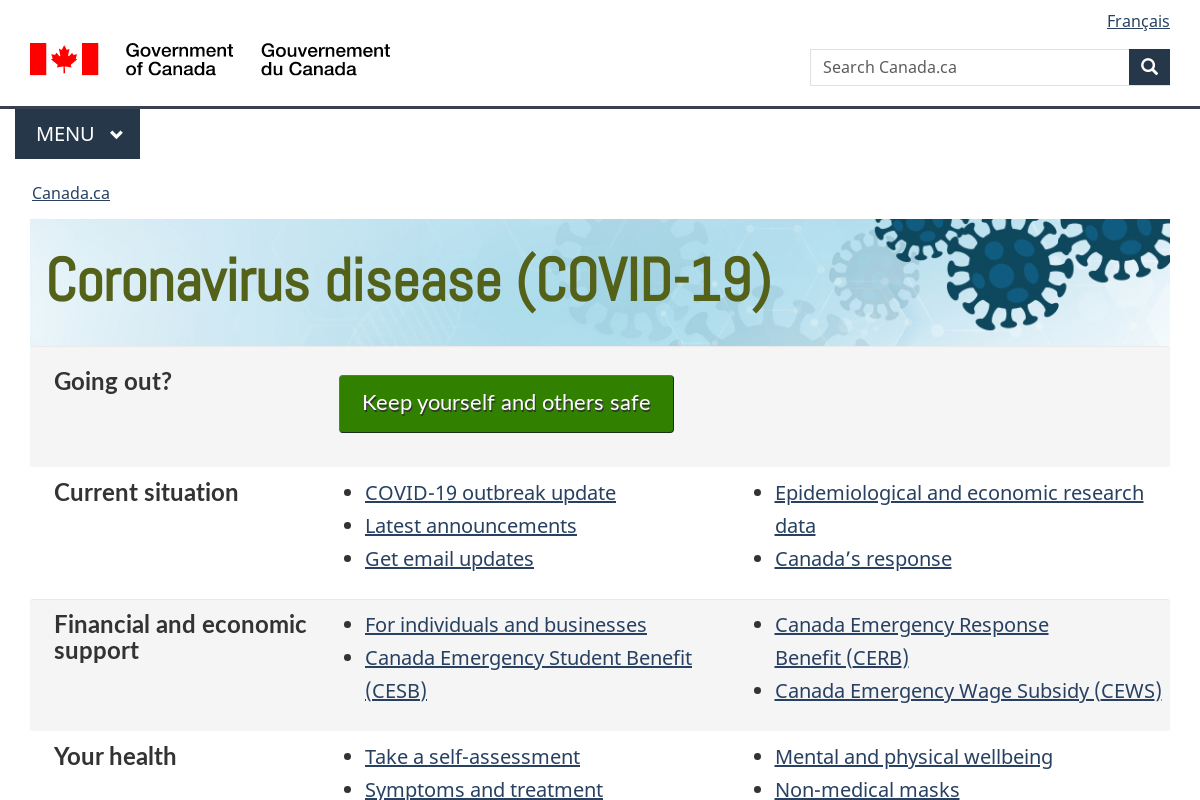 Français
Government of Canada
Gouvernement du Canada
Search Canada.ca
MENU
Canada.ca
Coronavirus disease (COVID-19)
Going out?
Keep yourself and others safe
Current situation
COVID-19 outbreak update
Latest announcements
Get email updates
Epidemiological and economic research
data
Canada’s response
Financial and economic
support
For individuals and businesses
Canada Emergency Student Benefit
(CESB)
Canada Emergency Response
Benefit (CERB)
Canada Emergency Wage Subsidy (CEWS)
Your health
Take a self-assessment
Symptoms and treatment
Mental and physical wellbeing
Non-medical masks